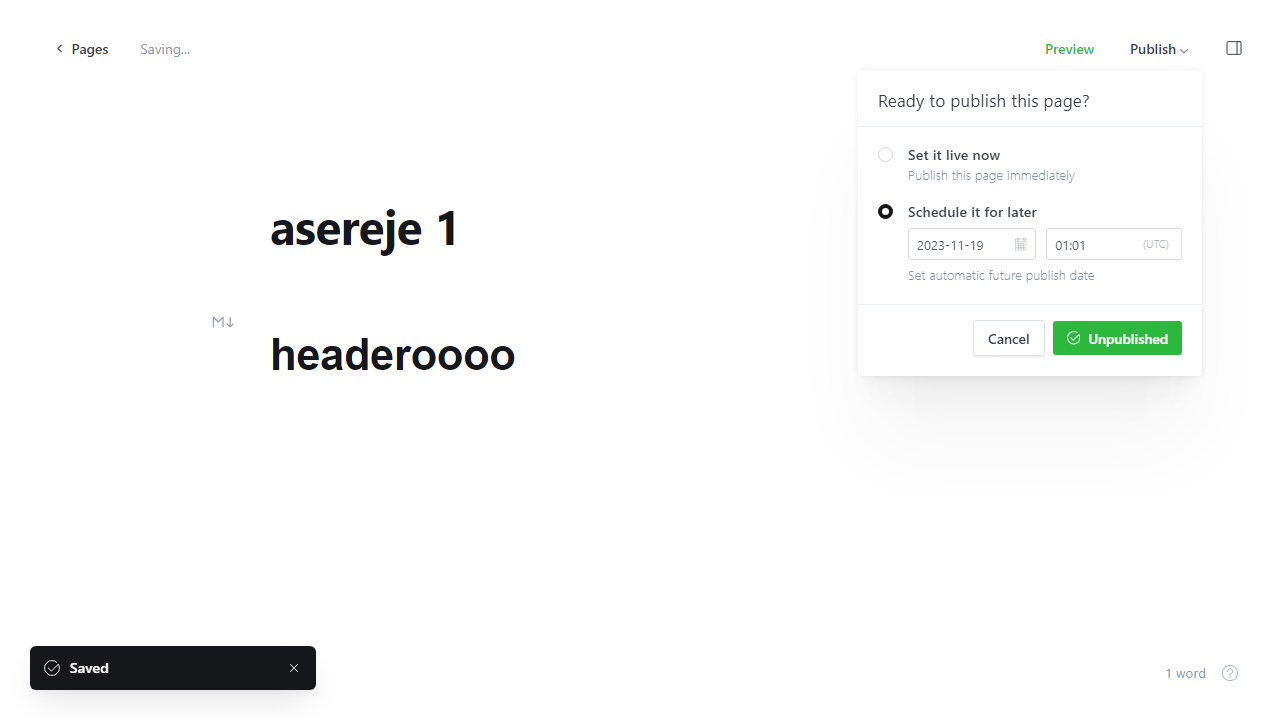 Pages
Saving...
Preview
Publish
Ready to publish this page?
Set it live now
Publish this page immediately
Schedule it for later
2023-11-19
01:01
(UTC)
Set automatic future publish date
Cancel
Unpublished
asereje 1
M↓
headeroooo
Saved
1 word
?